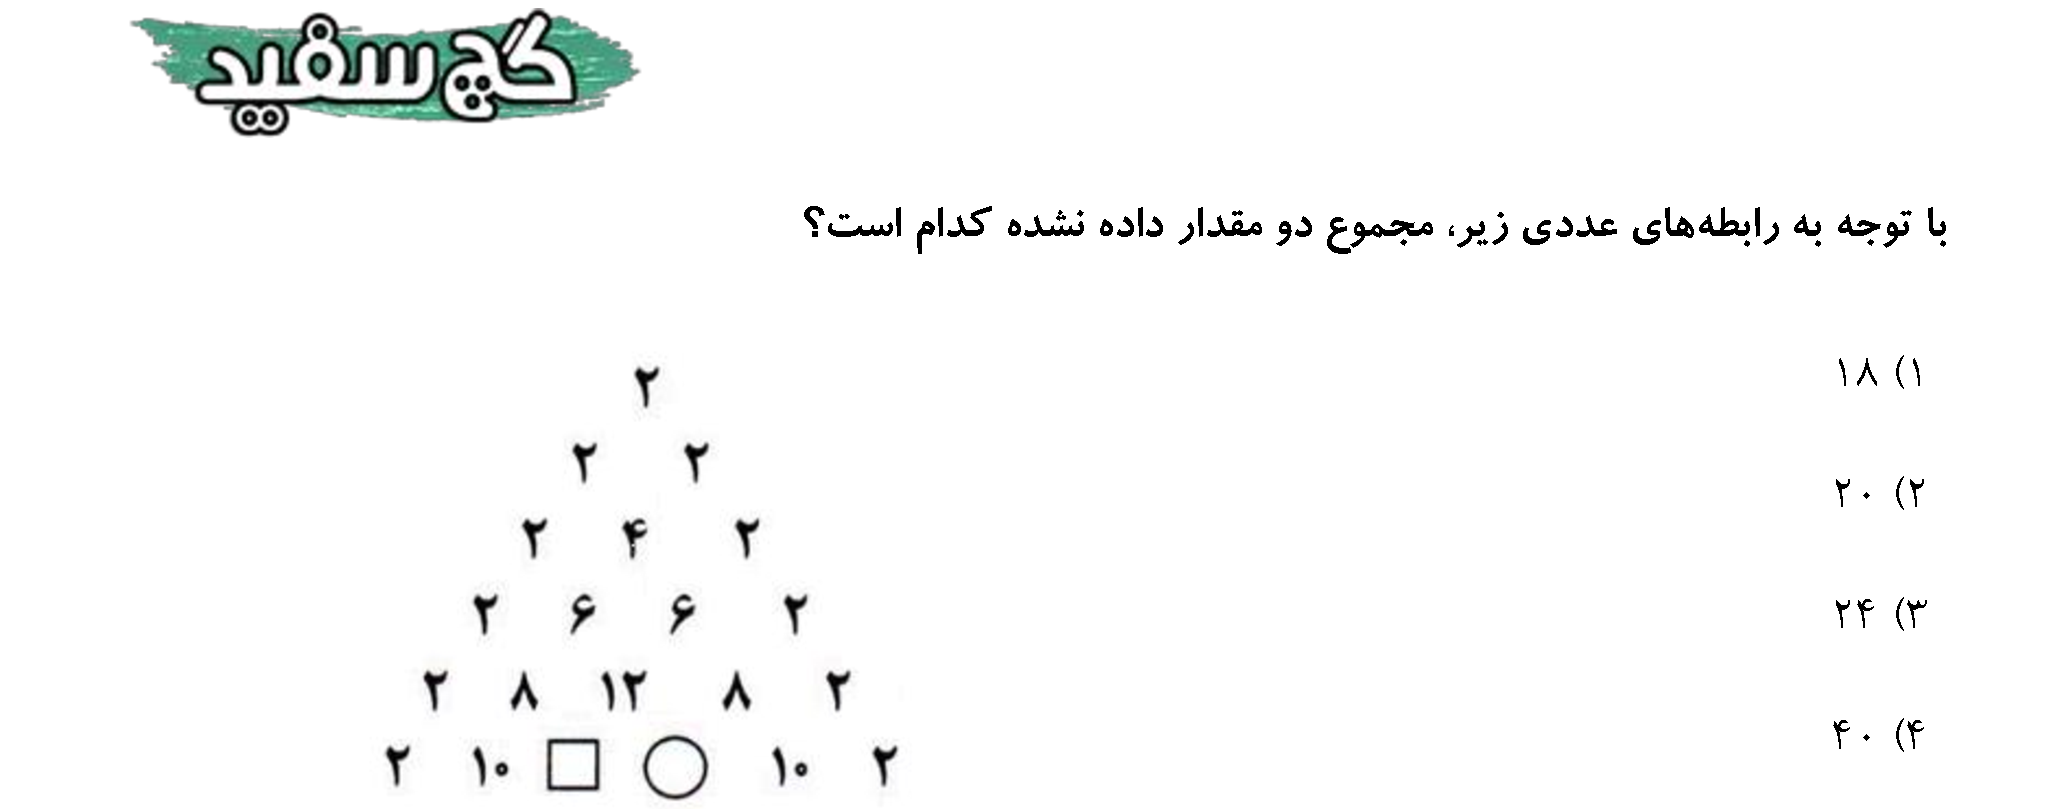 گچ سفید
با توجه به رابطه‌های عددی زیر، مجموع دو مقدار داده نشده کدام است؟
۱) ۱۸
۲) ۲۰
۳) ۲۴
۴) ۴۰
۲
۲ ۲
۲ ۴ ۲
۲ ۶ ۶ ۲
۲ ۸ ۱۲ ۸ ۲
۲ ۱۰ ۱۰ ۲